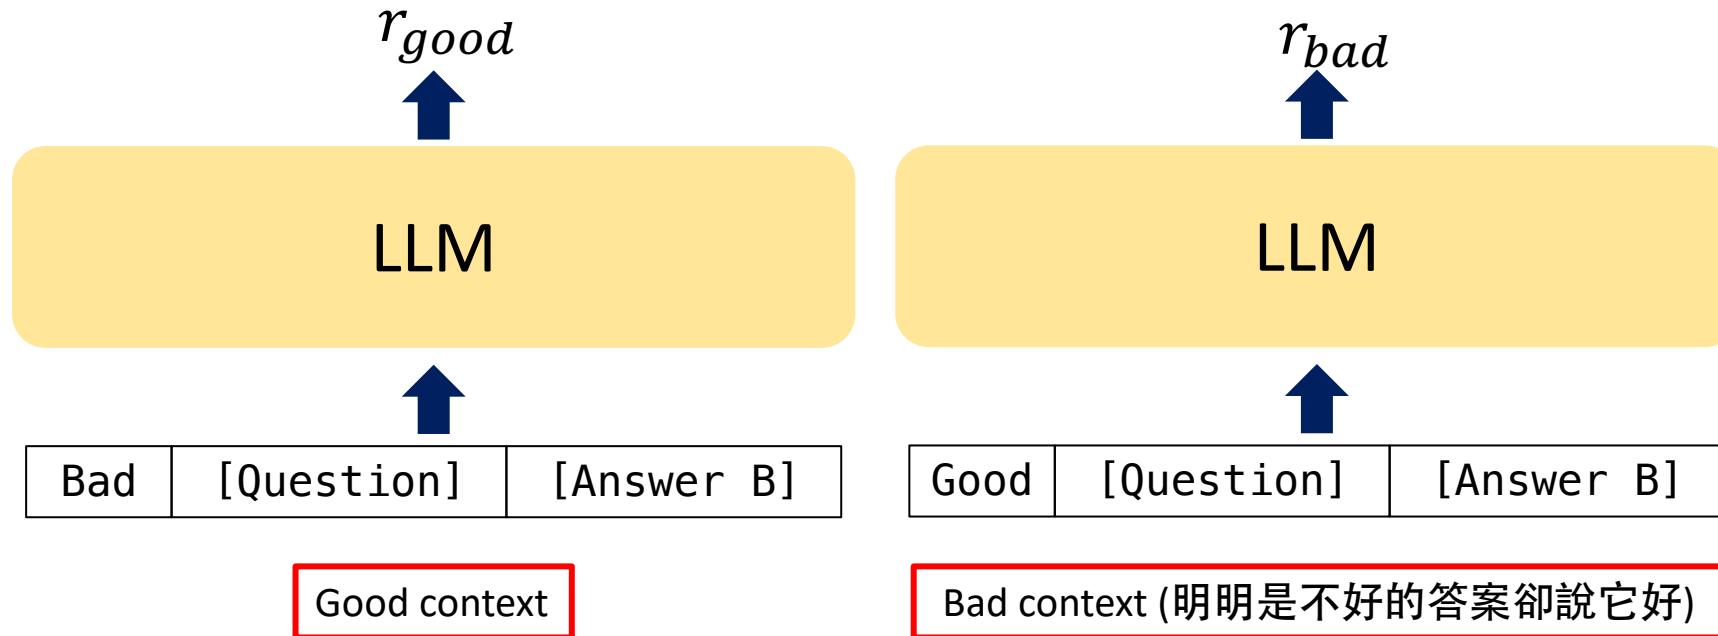 r_good r_bad
LLM LLM
Bad [Question] [Answer B] Good [Question] [Answer B]
Good context Bad context (明明是不好的答案卻說它好)